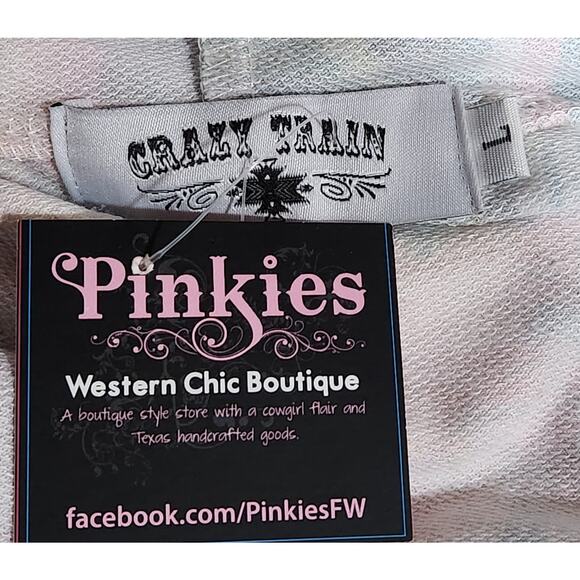 CRAZY TRAIN
L
Pinkies
Western Chic Boutique
A boutique style store with a cowgirl flair and
Texas handcrafted goods.
facebook.com/PinkiesFW